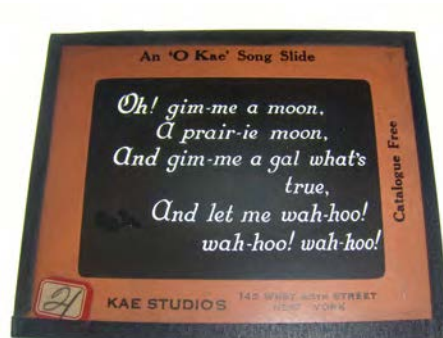 An 'O Kae' Song Slide
Oh! gim-me a moon,
A prair-ie moon,
And gim-me a gal what's
true,
And let me wah-hoo!
wah-hoo! wah-hoo!
Catalogue Free
21
KAE STUDIOS
145 WEST 45TH STREET
NEW YORK